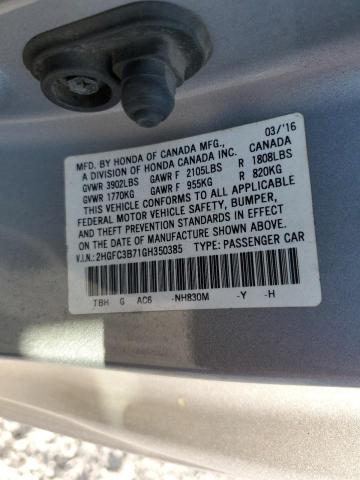 MFD. BY HONDA OF CANADA MFG., 03/'16
A DIVISION OF HONDA CANADA INC. CANADA
GVWR 3902LBS GAWR F 2105LBS R 1808LBS
GVWR 1770KG GAWR F 955KG R 820KG
THIS VEHICLE CONFORMS TO ALL APPLICABLE
FEDERAL MOTOR VEHICLE SAFETY, BUMPER,
AND THEFT PREVENTION STANDARDS IN EFFECT
ON THE DATE OF MANUFACTURE SHOWN ABOVE.
V.I.N.: 2HGFC3B71GH350385 TYPE: PASSENGER CAR
TBH G AC6 -NH830M -Y -H